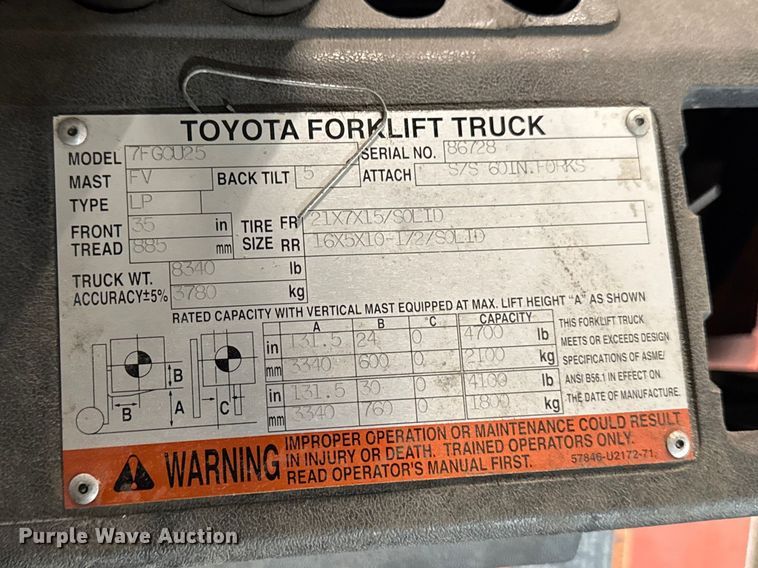 TOYOTA FORKLIFT TRUCK
MODEL 7FGCU25 SERIAL NO. 86728
MAST FV BACK TILT 5 ATTACH S/S 60IN.FORKS
TYPE LP
FRONT TREAD 35 in 885 mm
TIRE SIZE FR 21X7X15/SOLID
RR 16X5X10-1/2/SOLID
TRUCK WT. 8340 lb
ACCURACY±5% 3780 kg
RATED CAPACITY WITH VERTICAL MAST EQUIPPED AT MAX. LIFT HEIGHT "A" AS SHOWN
A B C CAPACITY
in 131.5 24 0 4700 lb
mm 3340 600 0 2100 kg
in 131.5 30 0 4100 lb
mm 3340 760 0 1800 kg
B
B A C
THIS FORKLIFT TRUCK
MEETS OR EXCEEDS DESIGN
SPECIFICATIONS OF ASME/
ANSI B56.1 IN EFFECT ON
THE DATE OF MANUFACTURE.
WARNING
IMPROPER OPERATION OR MAINTENANCE COULD RESULT
IN INJURY OR DEATH. TRAINED OPERATORS ONLY.
READ OPERATOR'S MANUAL FIRST.
57846-U2172-71
Purple Wave Auction